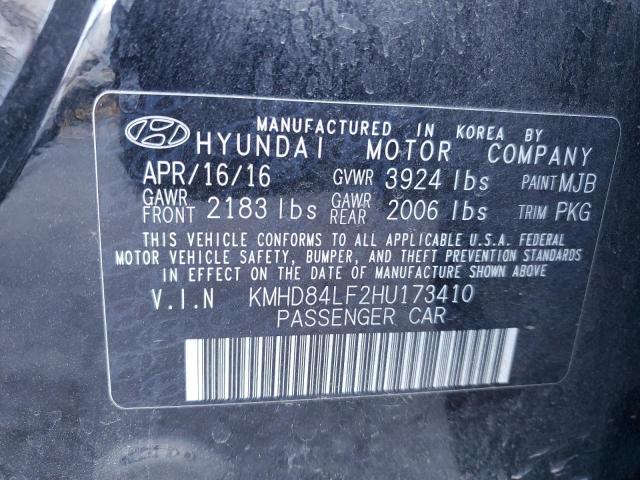 MANUFACTURED IN KOREA BY
HYUNDAI MOTOR COMPANY
APR/16/16 GVWR 3924 lbs PAINT MJB
GAWR FRONT 2183 lbs GAWR REAR 2006 lbs TRIM PKG
THIS VEHICLE CONFORMS TO ALL APPLICABLE U.S.A. FEDERAL
MOTOR VEHICLE SAFETY, BUMPER, AND THEFT PREVENTION STANDARDS
IN EFFECT ON THE DATE OF MANUFACTURE SHOWN ABOVE
V.I.N KMHD84LF2HU173410
PASSENGER CAR